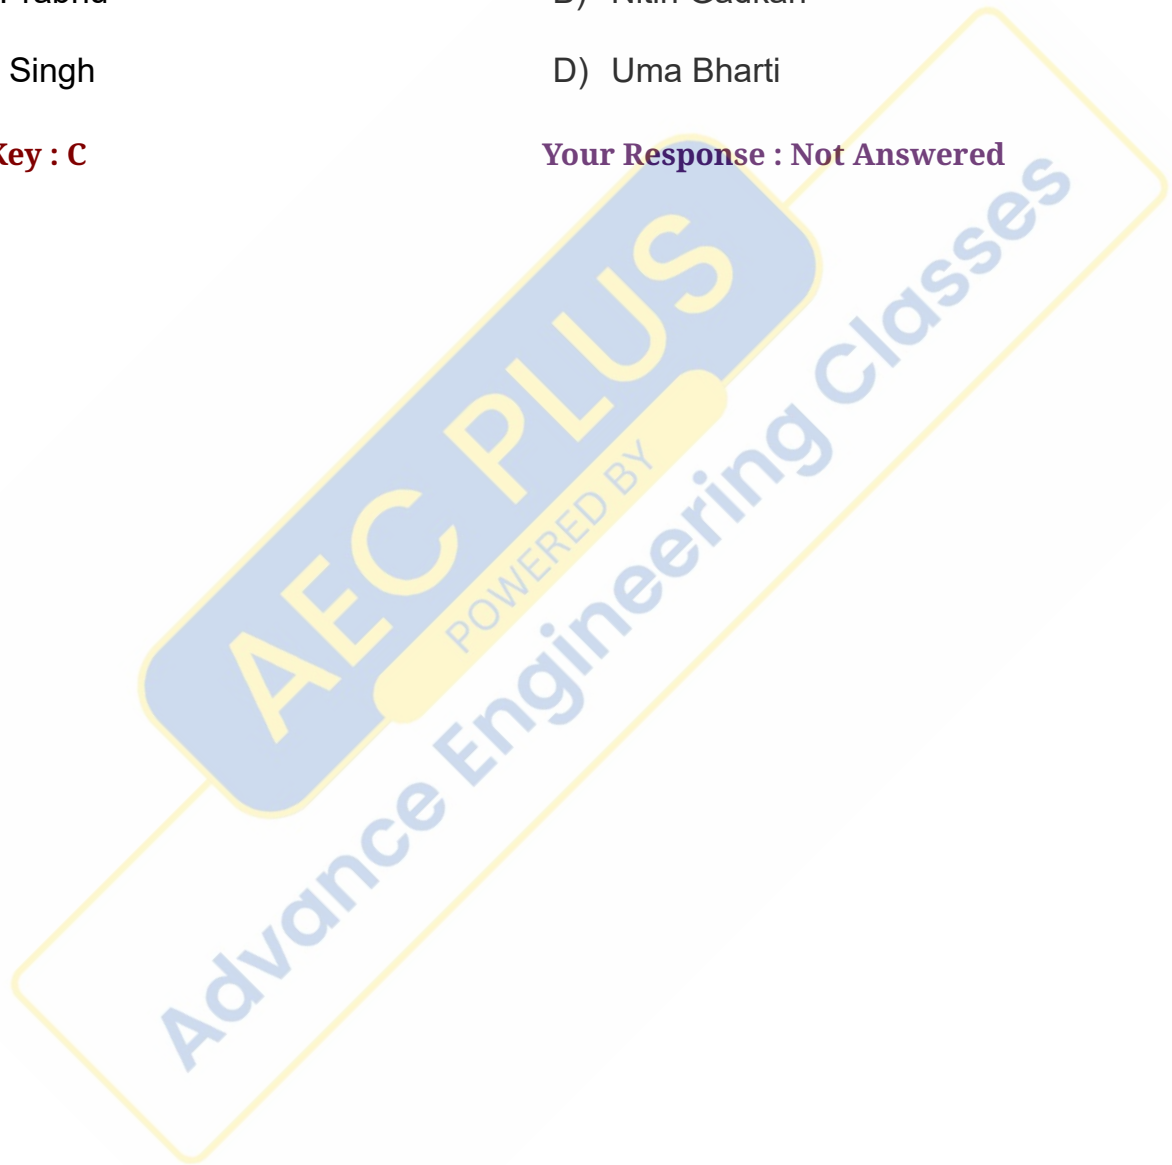 D) Uma Bharti
Singh
Key : C
Your Response : Not Answered
AEC PLUS
POWERED BY
Advance Engineering Classes